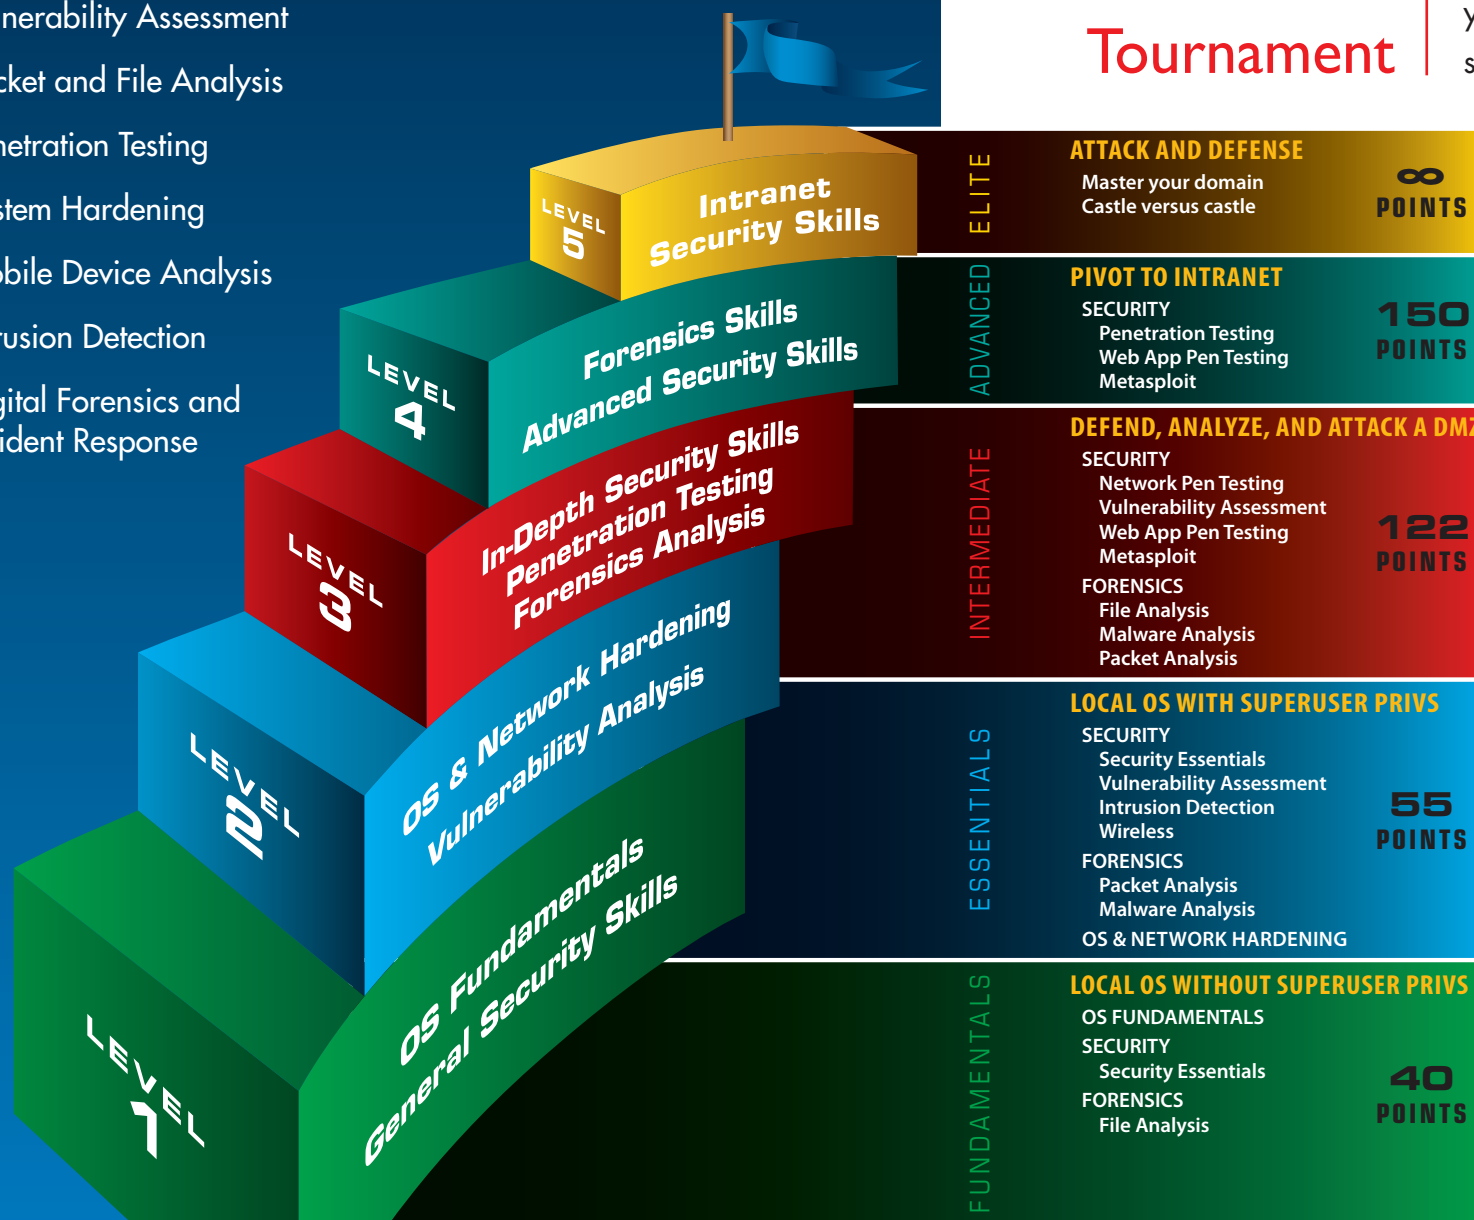 nerability Assessment
cket and File Analysis
netration Testing
stem Hardening
obile Device Analysis
rusion Detection
gital Forensics and
ident Response
Tournament
LEVEL
5
Intranet
Security Skills
LEVEL
4
Forensics Skills
Advanced Security Skills
LEVEL
3
In-Depth Security Skills
Penetration Testing
Forensics Analysis
LEVEL
2
OS & Network Hardening
Vulnerability Analysis
LEVEL
1
OS Fundamentals
General Security Skills
ELITE
ATTACK AND DEFENSE
Master your domain
Castle versus castle
∞
POINTS
ADVANCED
PIVOT TO INTRANET
SECURITY
Penetration Testing
Web App Pen Testing
Metasploit
150
POINTS
INTERMEDIATE
DEFEND, ANALYZE, AND ATTACK A DMZ
SECURITY
Network Pen Testing
Vulnerability Assessment
Web App Pen Testing
Metasploit
FORENSICS
File Analysis
Malware Analysis
Packet Analysis
122
POINTS
ESSENTIALS
LOCAL OS WITH SUPERUSER PRIVS
SECURITY
Security Essentials
Vulnerability Assessment
Intrusion Detection
Wireless
FORENSICS
Packet Analysis
Malware Analysis
OS & NETWORK HARDENING
55
POINTS
FUNDAMENTALS
LOCAL OS WITHOUT SUPERUSER PRIVS
OS FUNDAMENTALS
SECURITY
Security Essentials
FORENSICS
File Analysis
40
POINTS